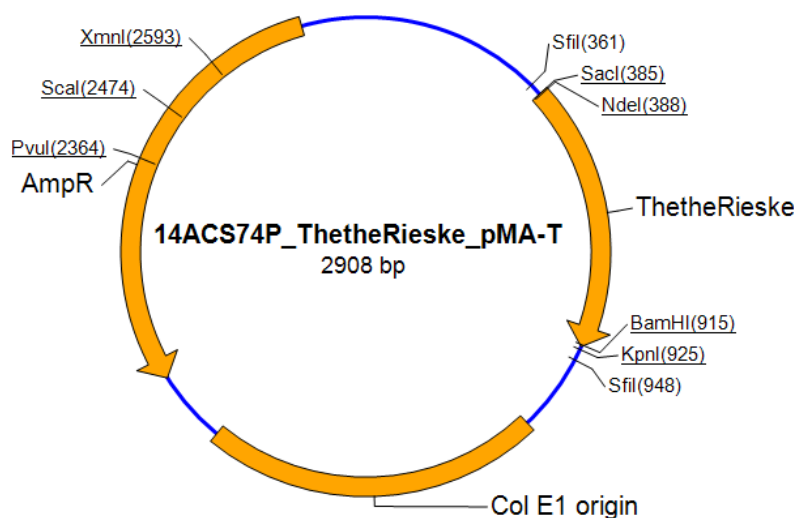 XmnI(2593)
ScaI(2474)
PvuI(2364)
AmpR
SfiI(361)
SacI(385)
NdeI(388)
ThetheRieske
14ACS74P_ThetheRieske_pMA-T
2908 bp
BamHI(915)
KpnI(925)
SfiI(948)
Col E1 origin